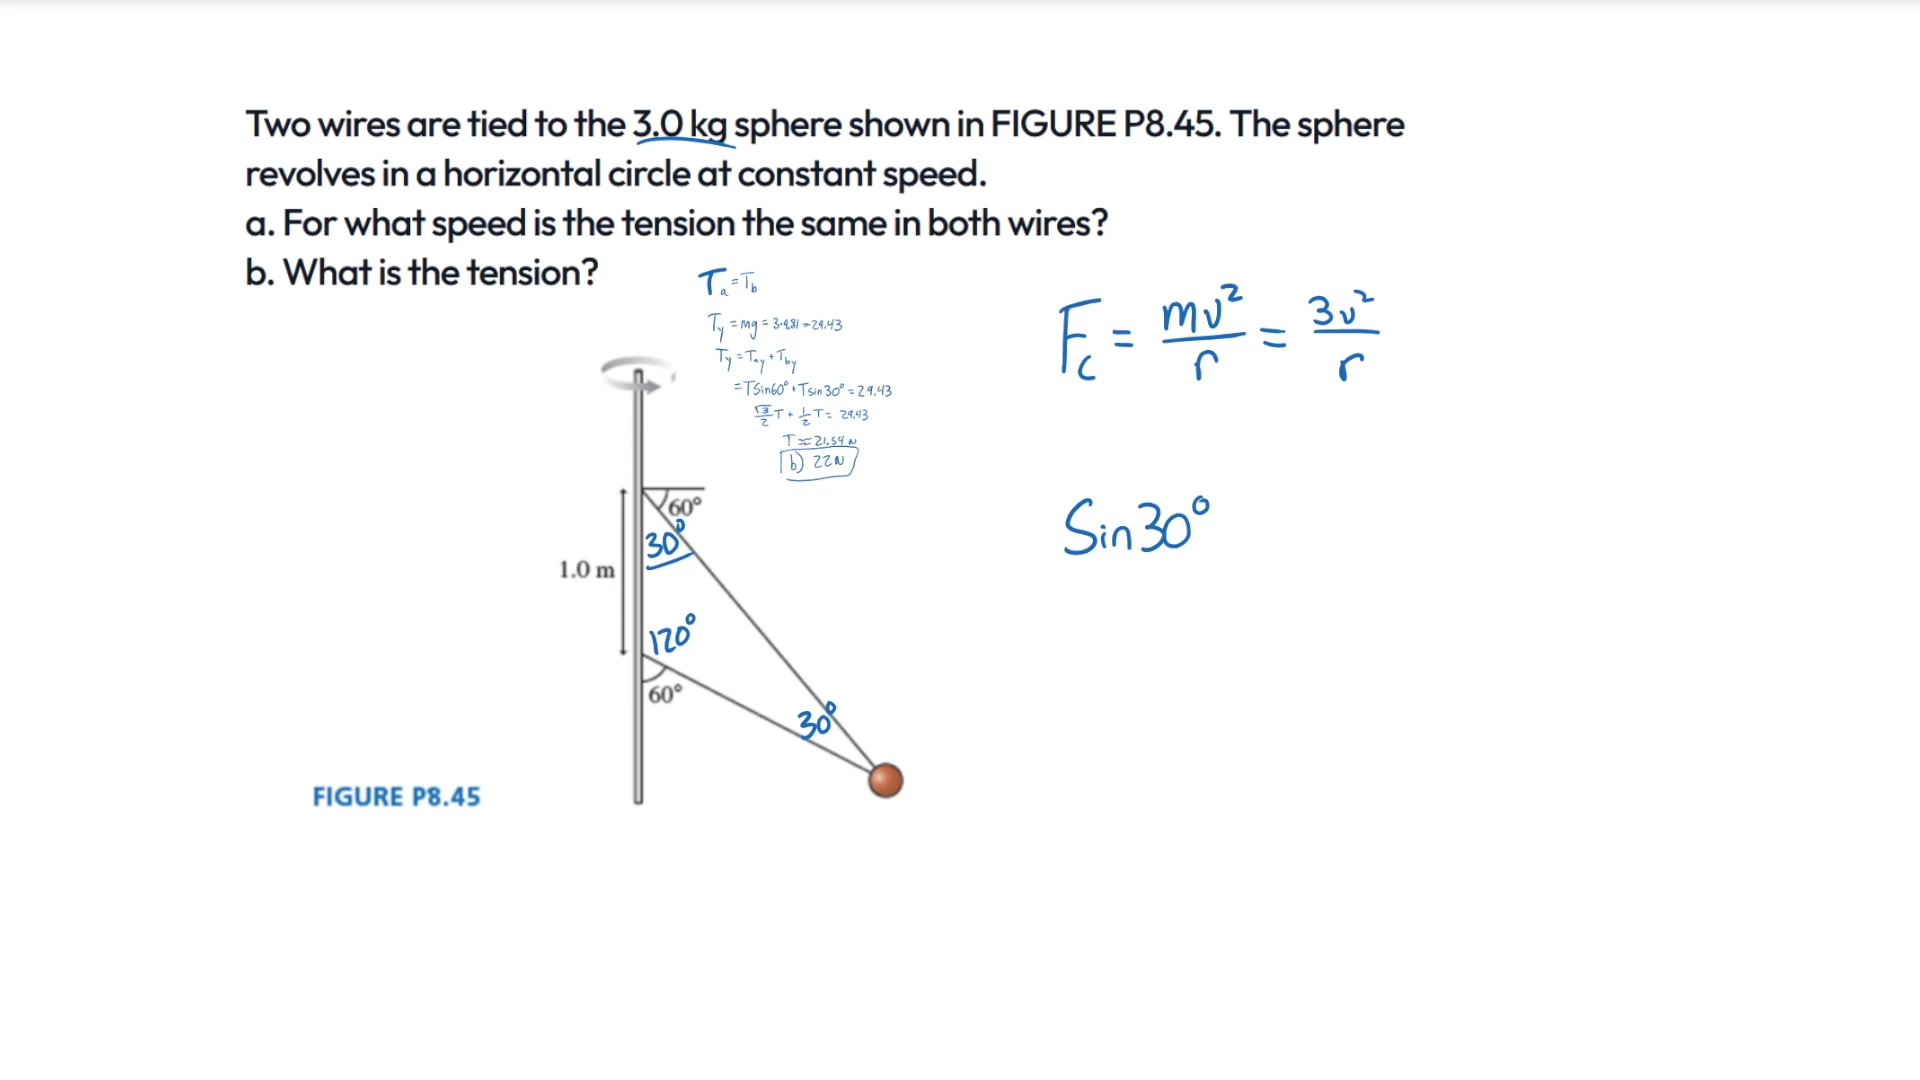 Two wires are tied to the 3.0 kg sphere shown in FIGURE P8.45. The sphere
revolves in a horizontal circle at constant speed.
a. For what speed is the tension the same in both wires?
b. What is the tension?
Ta = Tb
Ty = mg = 3·9.81 = 29.43
Ty = Tay + Tby
= Tsin60° + Tsin30° = 29.43
√3/2 T + 1/2 T = 29.43
T ≈ 21.54 N
b) 22N
Fc = mv²/r = 3v²/r
Sin30°
60°
30°
1.0 m
120°
60°
30°
FIGURE P8.45